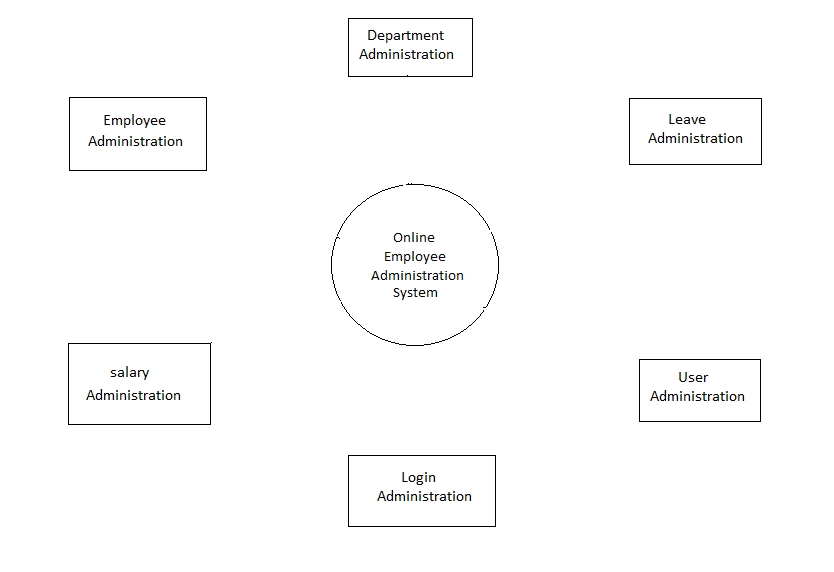 Department
Administration
Employee
Administration
Leave
Administration
Online
Employee
Administration
System
salary
Administration
User
Administration
Login
Administration